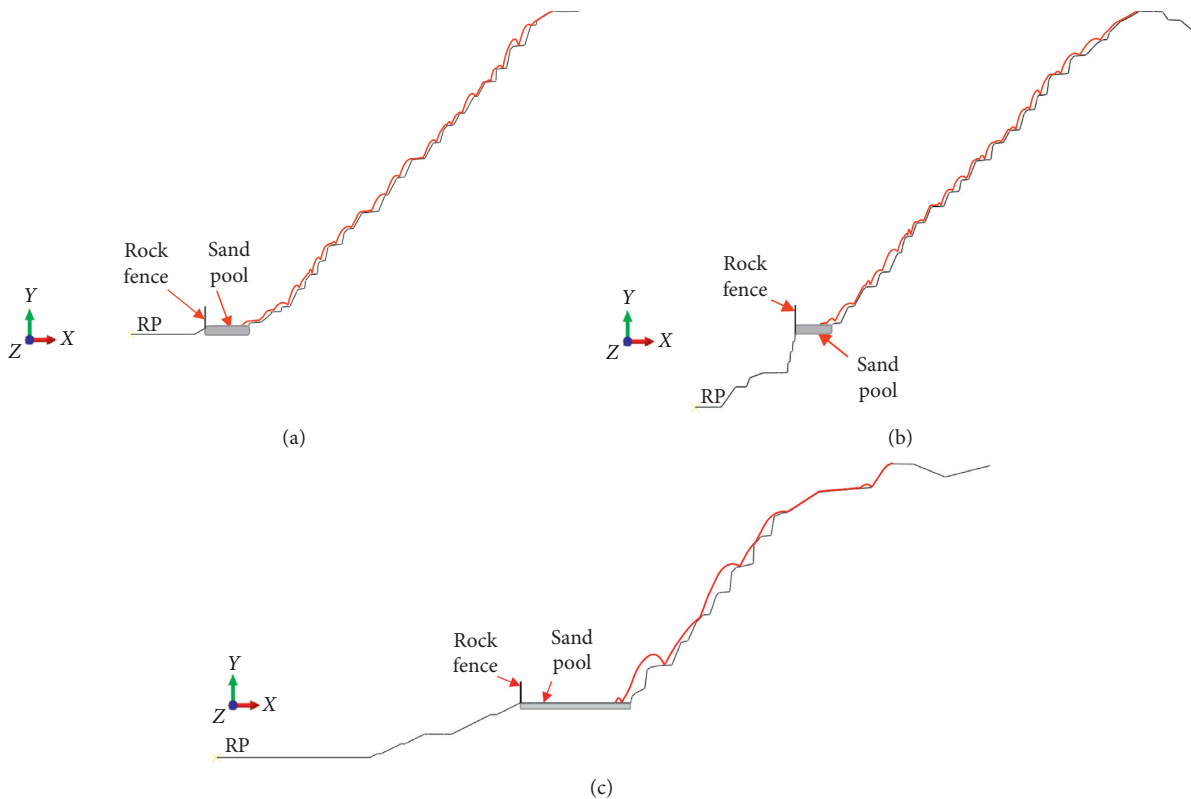 Rock
fence
Sand
pool
Y
Z
X
RP
(a)
Rock
fence
Y
Z
X
Sand
pool
RP
(b)
Rock
fence
Sand
pool
Y
Z
X
RP
(c)